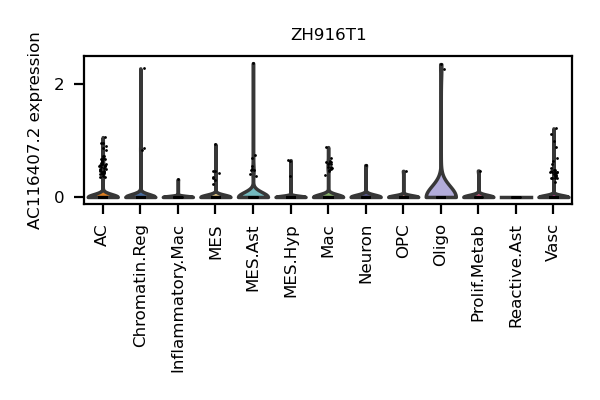 ZH916T1
AC116407.2 expression
2
0
AC
Chromatin.Reg
Inflammatory.Mac
MES
MES.Ast
MES.Hyp
Mac
Neuron
OPC
Oligo
Prolif.Metab
Reactive.Ast
Vasc